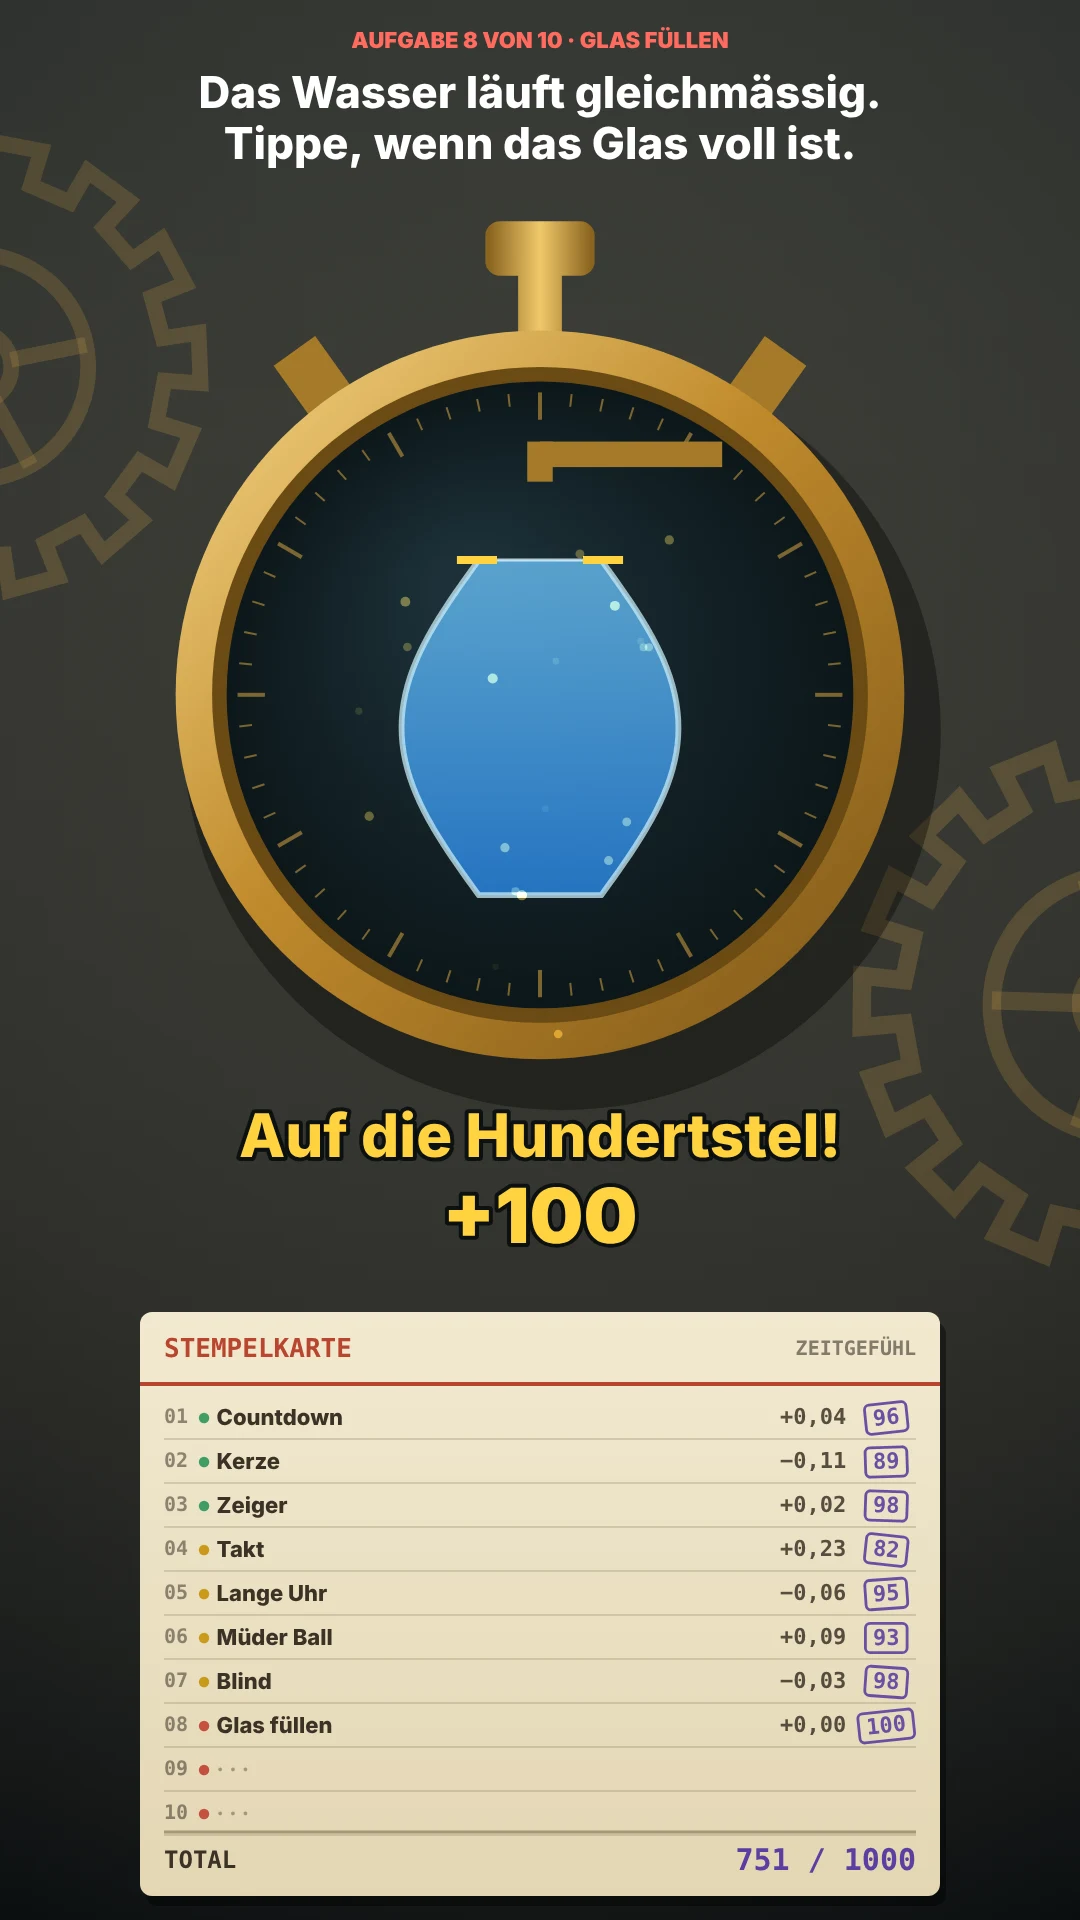 AUFGABE 8 VON 10 · GLAS FÜLLEN
Das Wasser läuft gleichmässig.
Tippe, wenn das Glas voll ist.
Auf die Hundertstel!
+100
STEMPELKARTE ZEITGEFÜHL
01 Countdown +0,04 96
02 Kerze −0,11 89
03 Zeiger +0,02 98
04 Takt +0,23 82
05 Lange Uhr −0,06 95
06 Müder Ball +0,09 93
07 Blind −0,03 98
08 Glas füllen +0,00 100
09 ···
10 ···
TOTAL 751 / 1000